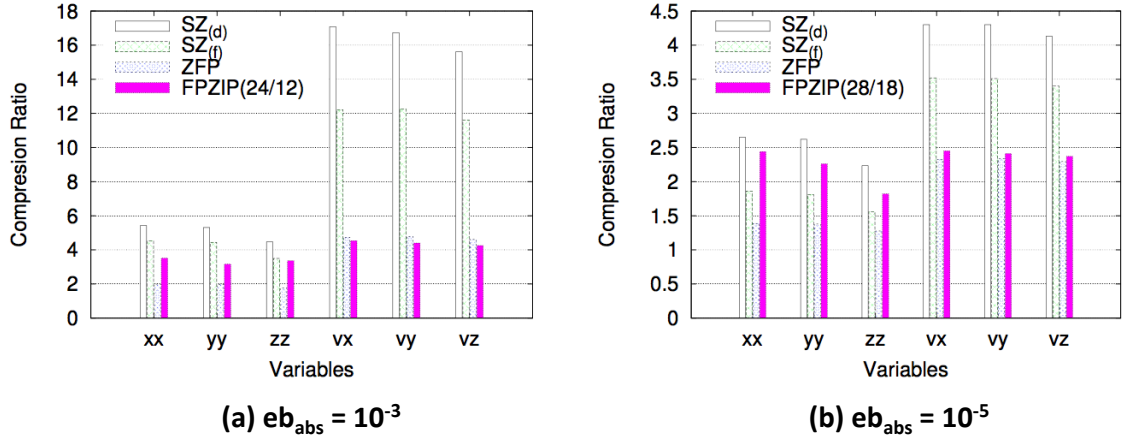 18
16
14
12
10
8
6
4
2
0
Compression Ratio
SZ(d)
SZ(f)
ZFP
FPZIP(24/12)
xx yy zz vx vy vz
Variables
(a) ebabs = 10-3
4.5
4
3.5
3
2.5
2
1.5
1
0.5
0
Compression Ratio
SZ(d)
SZ(f)
ZFP
FPZIP(28/18)
xx yy zz vx vy vz
Variables
(b) ebabs = 10-5